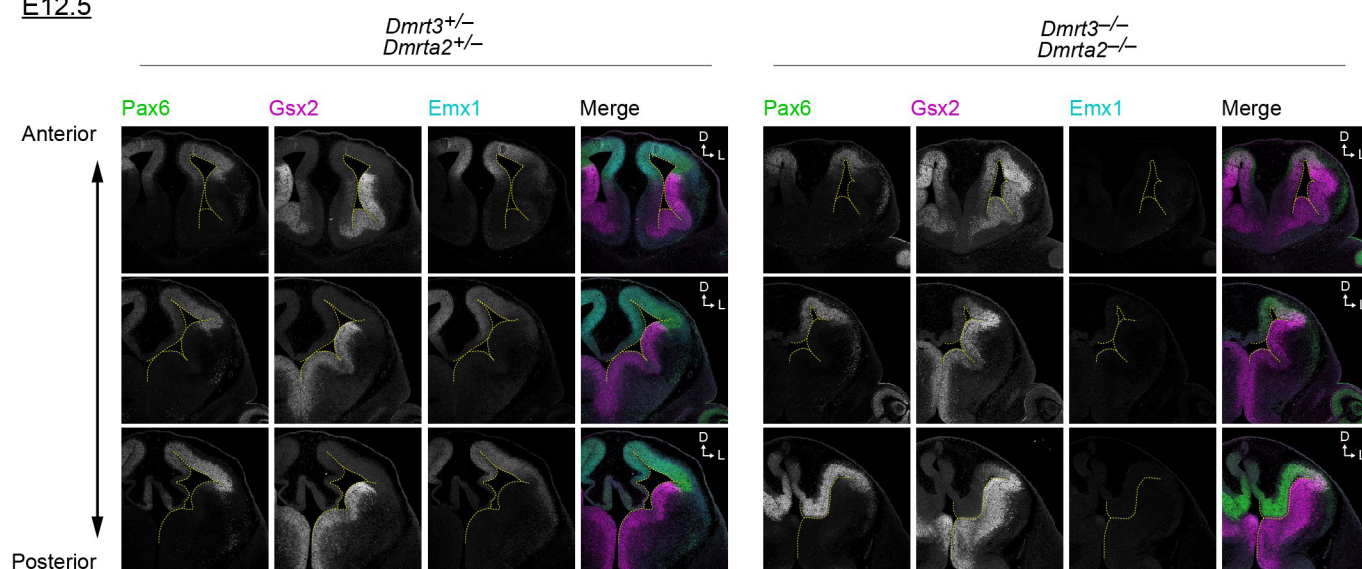 E12.5
Dmrt3+/–
Dmrta2+/–
Dmrt3–/–
Dmrta2–/–
Pax6 Gsx2 Emx1 Merge Pax6 Gsx2 Emx1 Merge
Anterior
D
L
D
L
D
L
D
L
D
L
D
L
Posterior